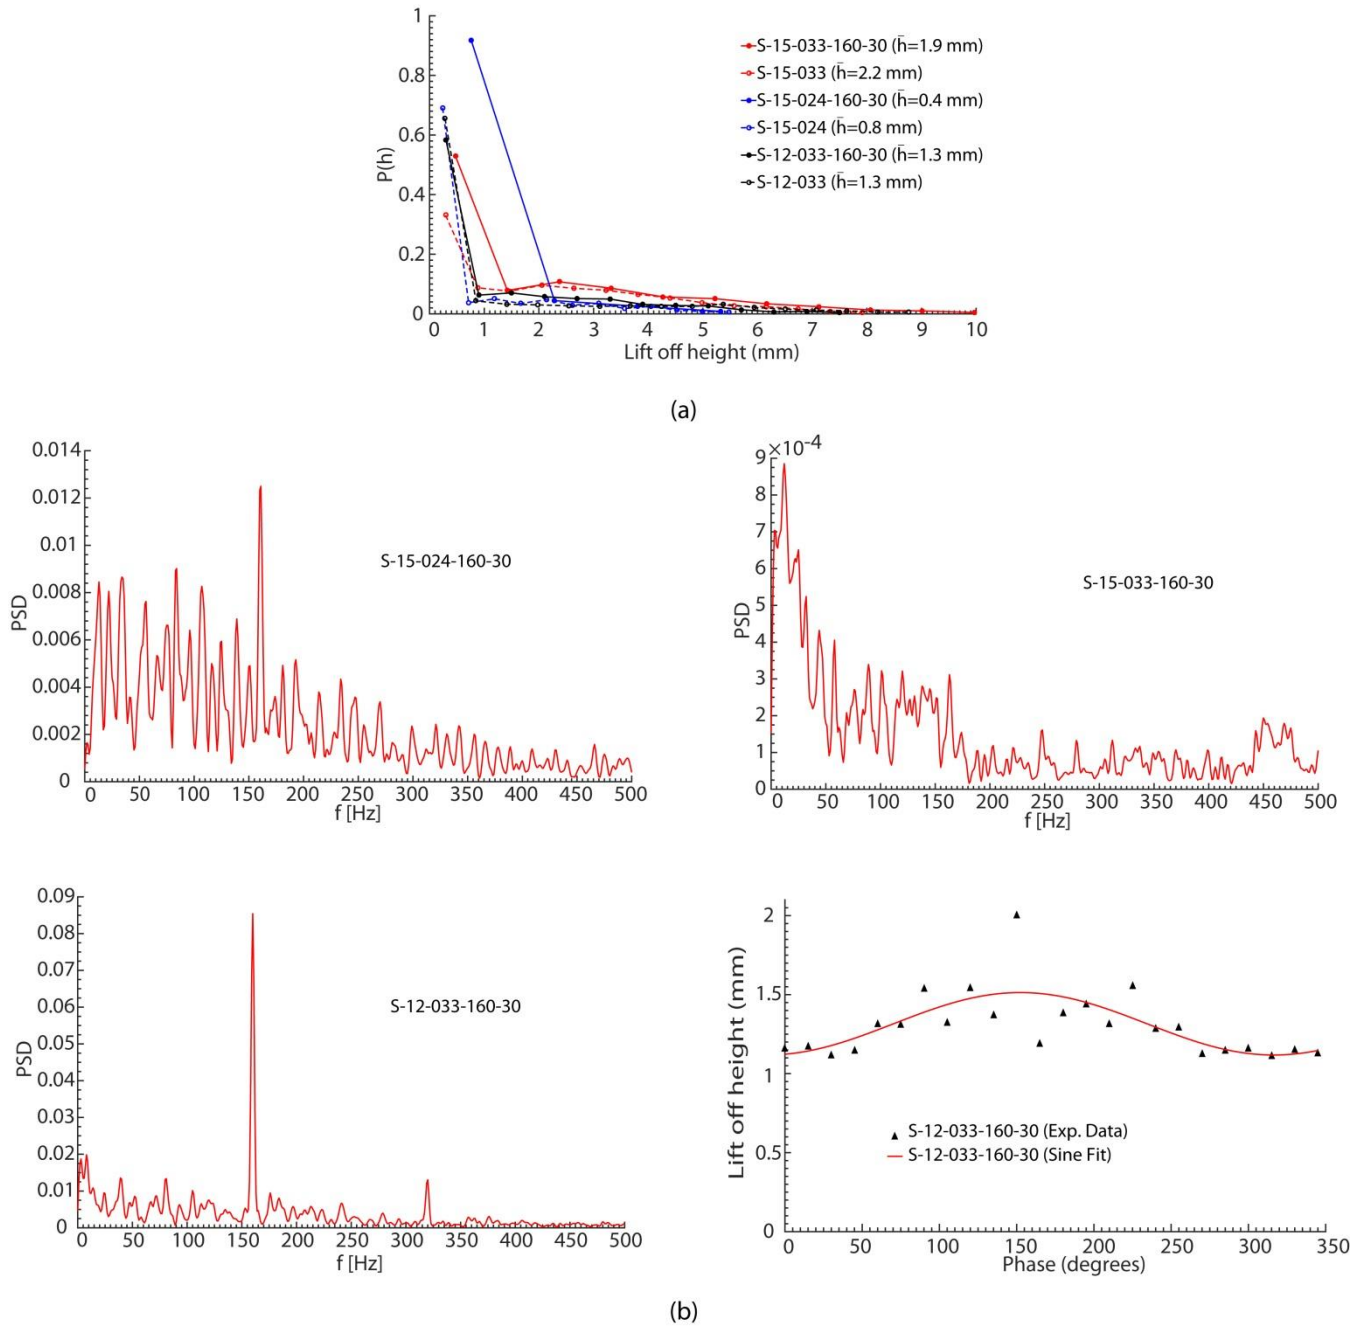 (a)
1
0.8
0.6
0.4
0.2
0
P(h)
0 1 2 3 4 5 6 7 8 9 10
Lift off height (mm)
S-15-033-160-30 (h̄=1.9 mm)
S-15-033 (h̄=2.2 mm)
S-15-024-160-30 (h̄=0.4 mm)
S-15-024 (h̄=0.8 mm)
S-12-033-160-30 (h̄=1.3 mm)
S-12-033 (h̄=1.3 mm)
(a)
0.014
0.012
0.01
0.008
0.006
0.004
0.002
0
PSD
S-15-024-160-30
0 50 100 150 200 250 300 350 400 450 500
f [Hz]
×10⁻⁴
9
8
7
6
5
4
3
2
1
0
PSD
S-15-033-160-30
0 50 100 150 200 250 300 350 400 450 500
f [Hz]
0.09
0.08
0.07
0.06
0.05
0.04
0.03
0.02
0.01
0
PSD
S-12-033-160-30
0 50 100 150 200 250 300 350 400 450 500
f [Hz]
2
1.5
1
0.5
0
Lift off height (mm)
S-12-033-160-30 (Exp. Data)
S-12-033-160-30 (Sine Fit)
0 50 100 150 200 250 300 350
Phase (degrees)
(b)